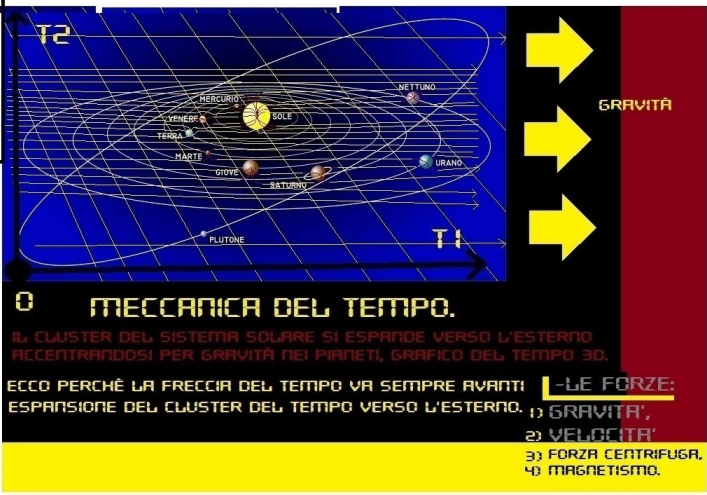 T2
NETTUNO
MERCURIO
GRAVITÀ
VENERE
SOLE
TERRA
MARTE
URANO
GIOVE
SATURNO
T1
PLUTONE
0
MECCANICA DEL TEMPO.
IL CLUSTER DEL SISTEMA SOLARE SI ESPANDE VERSO L'ESTERNO
ACCENTRANDOSI PER GRAVITÀ NEI PIANETI, GRAFICO DEL TEMPO 3D.
ECCO PERCHÈ LA FRECCIA DEL TEMPO VA SEMPRE AVANTI
ESPANSIONE DEL CLUSTER DEL TEMPO VERSO L'ESTERNO.
-LE FORZE:
1) GRAVITA',
2) VELOCITA'
3) FORZA CENTRIFUGA,
4) MAGNETISMO.